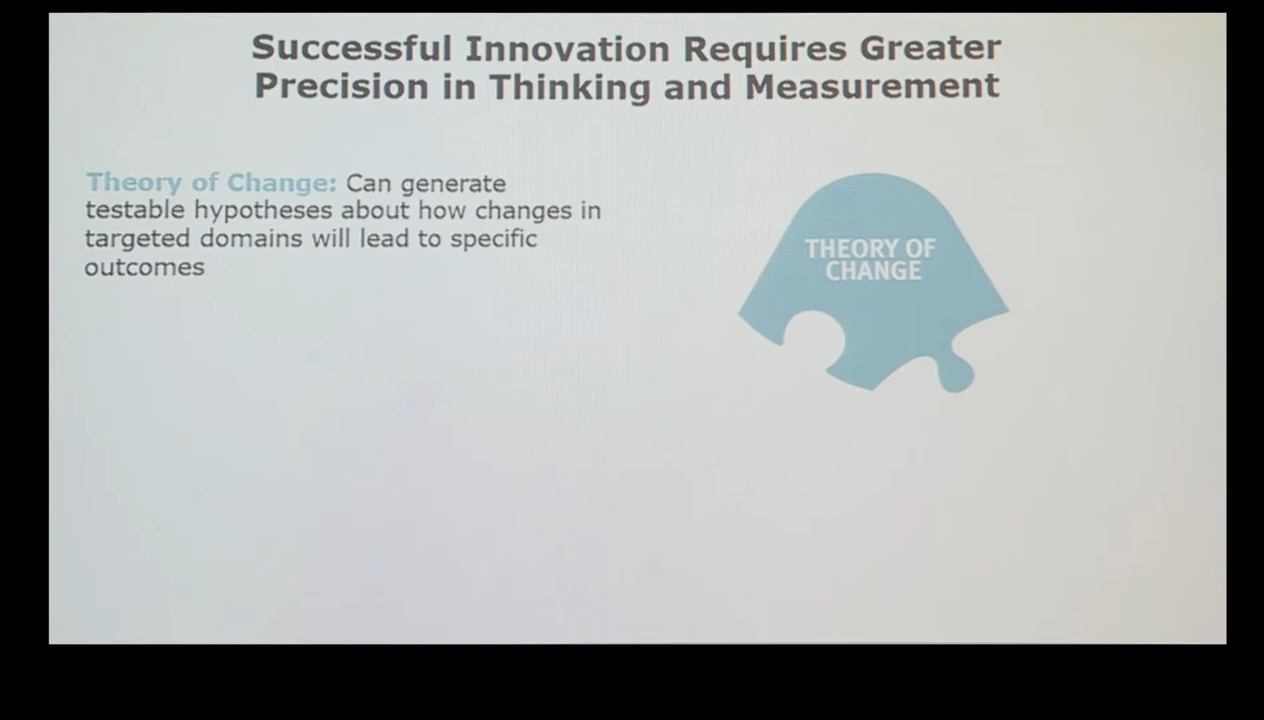 Successful Innovation Requires Greater
Precision in Thinking and Measurement
Theory of Change: Can generate
testable hypotheses about how changes in
targeted domains will lead to specific
outcomes
THEORY OF
CHANGE